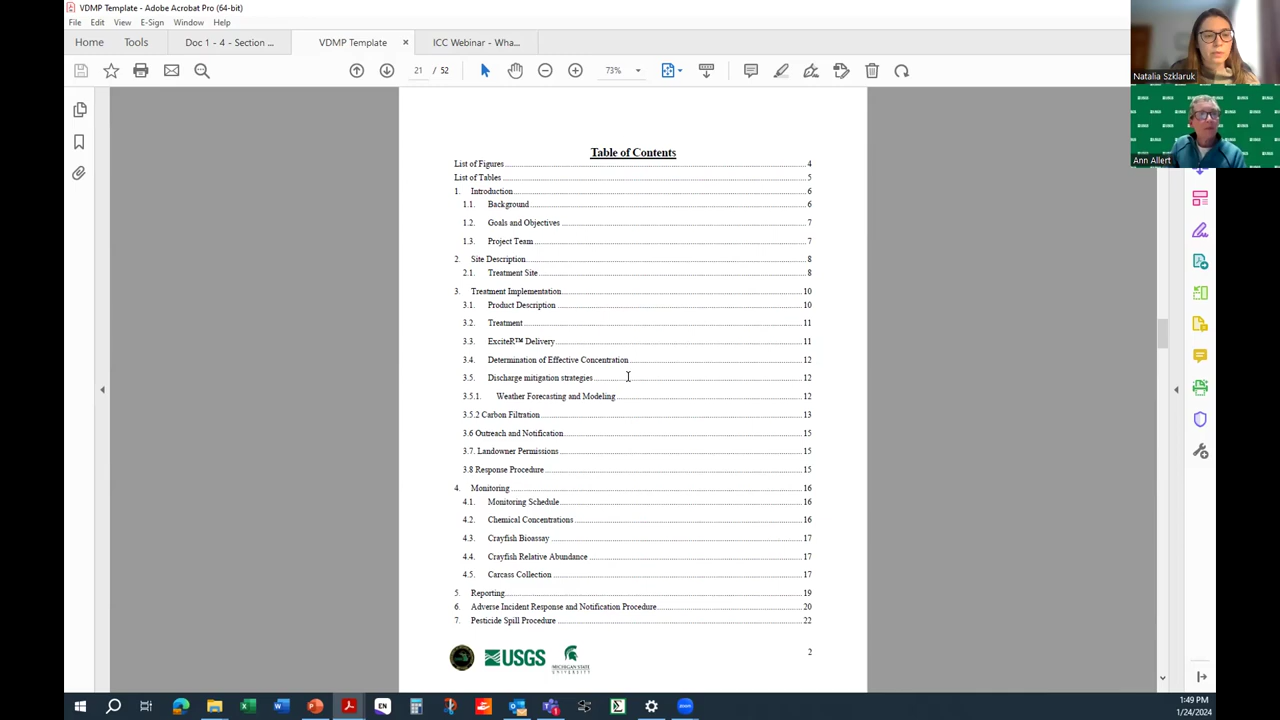 VDMP Template - Adobe Acrobat Pro (64-bit)
File Edit View E-Sign Window Help
Home Tools Doc 1 - 4 - Section ... VDMP Template × ICC Webinar - Wha...
21 / 52 73%
Natalia Szklaruk
Ann Allert
Table of Contents
List of Figures 4
List of Tables 5
1. Introduction 6
1.1. Background 6
1.2. Goals and Objectives 7
1.3. Project Team 7
2. Site Description 8
2.1. Treatment Site 8
3. Treatment Implementation 10
3.1. Product Description 10
3.2. Treatment 11
3.3. ExciteR™ Delivery 11
3.4. Determination of Effective Concentration 12
3.5. Discharge mitigation strategies 12
3.5.1. Weather Forecasting and Modeling 12
3.5.2 Carbon Filtration 13
3.6 Outreach and Notification 15
3.7. Landowner Permissions 15
3.8 Response Procedure 15
4. Monitoring 16
4.1. Monitoring Schedule 16
4.2. Chemical Concentrations 16
4.3. Crayfish Bioassay 17
4.4. Crayfish Relative Abundance 17
4.5. Carcass Collection 17
5. Reporting 19
6. Adverse Incident Response and Notification Procedure 20
7. Pesticide Spill Procedure 22
USGS
MICHIGAN STATE
UNIVERSITY
2
EN
1:49 PM
1/24/2024